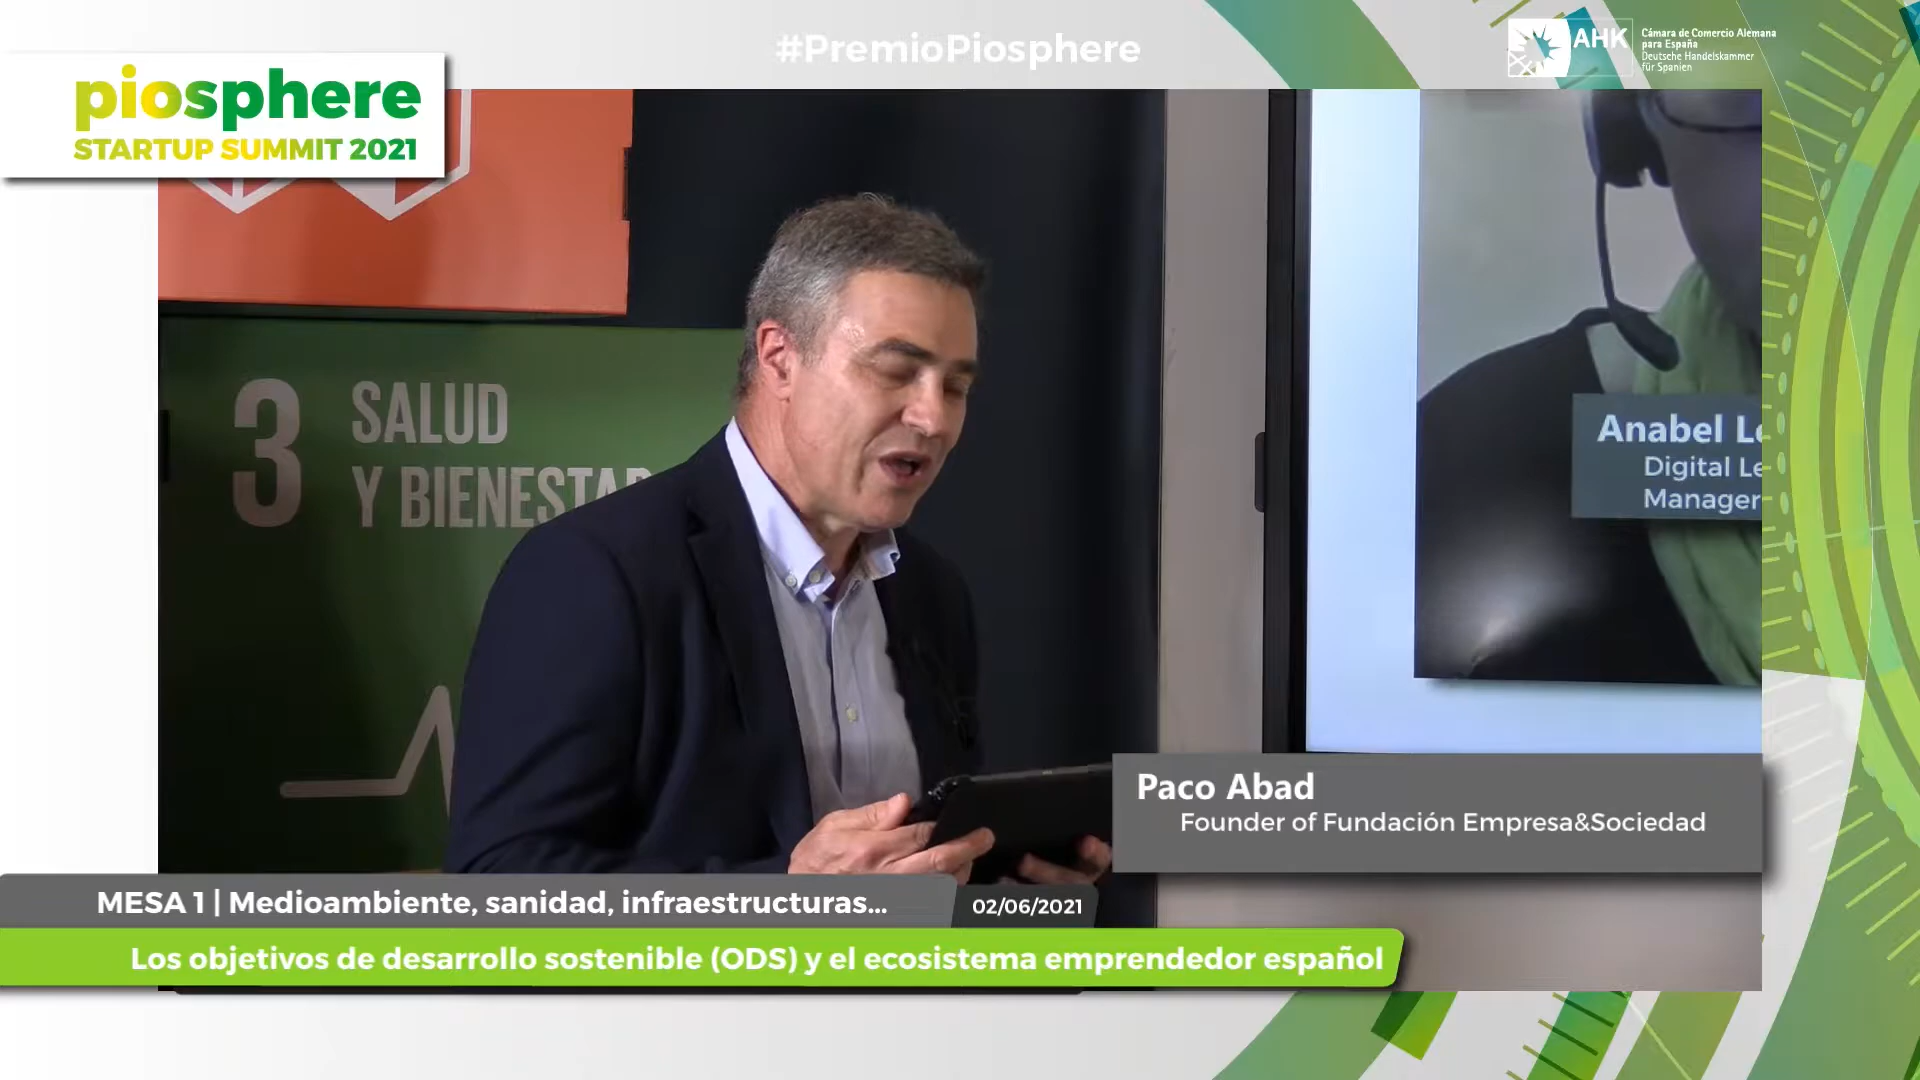 #PremioPiosphere
AHK
Cámara de Comercio Alemana
para España
Deutsche Handelskammer
für Spanien
piosphere
STARTUP SUMMIT 2021
3 SALUD
Y BIENESTAR
Anabel
Digital
Manager
Paco Abad
Founder of Fundación Empresa&Sociedad
MESA 1 | Medioambiente, sanidad, infraestructuras...
02/06/2021
Los objetivos de desarrollo sostenible (ODS) y el ecosistema emprendedor español